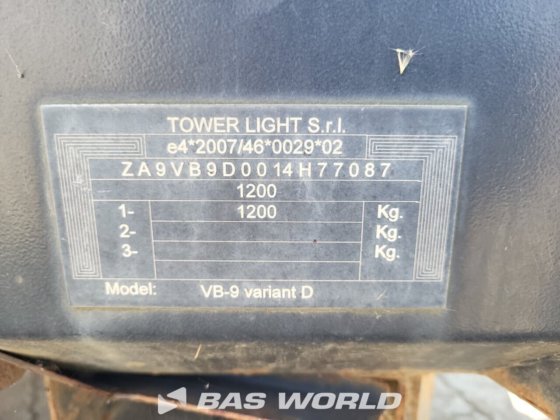 TOWER LIGHT S.r.l.
e4*2007/46*0029*02
ZA9VB9D0014H77087
1200
1- 1200 Kg.
2- Kg.
3- Kg.
Model: VB-9 variant D
BAS WORLD